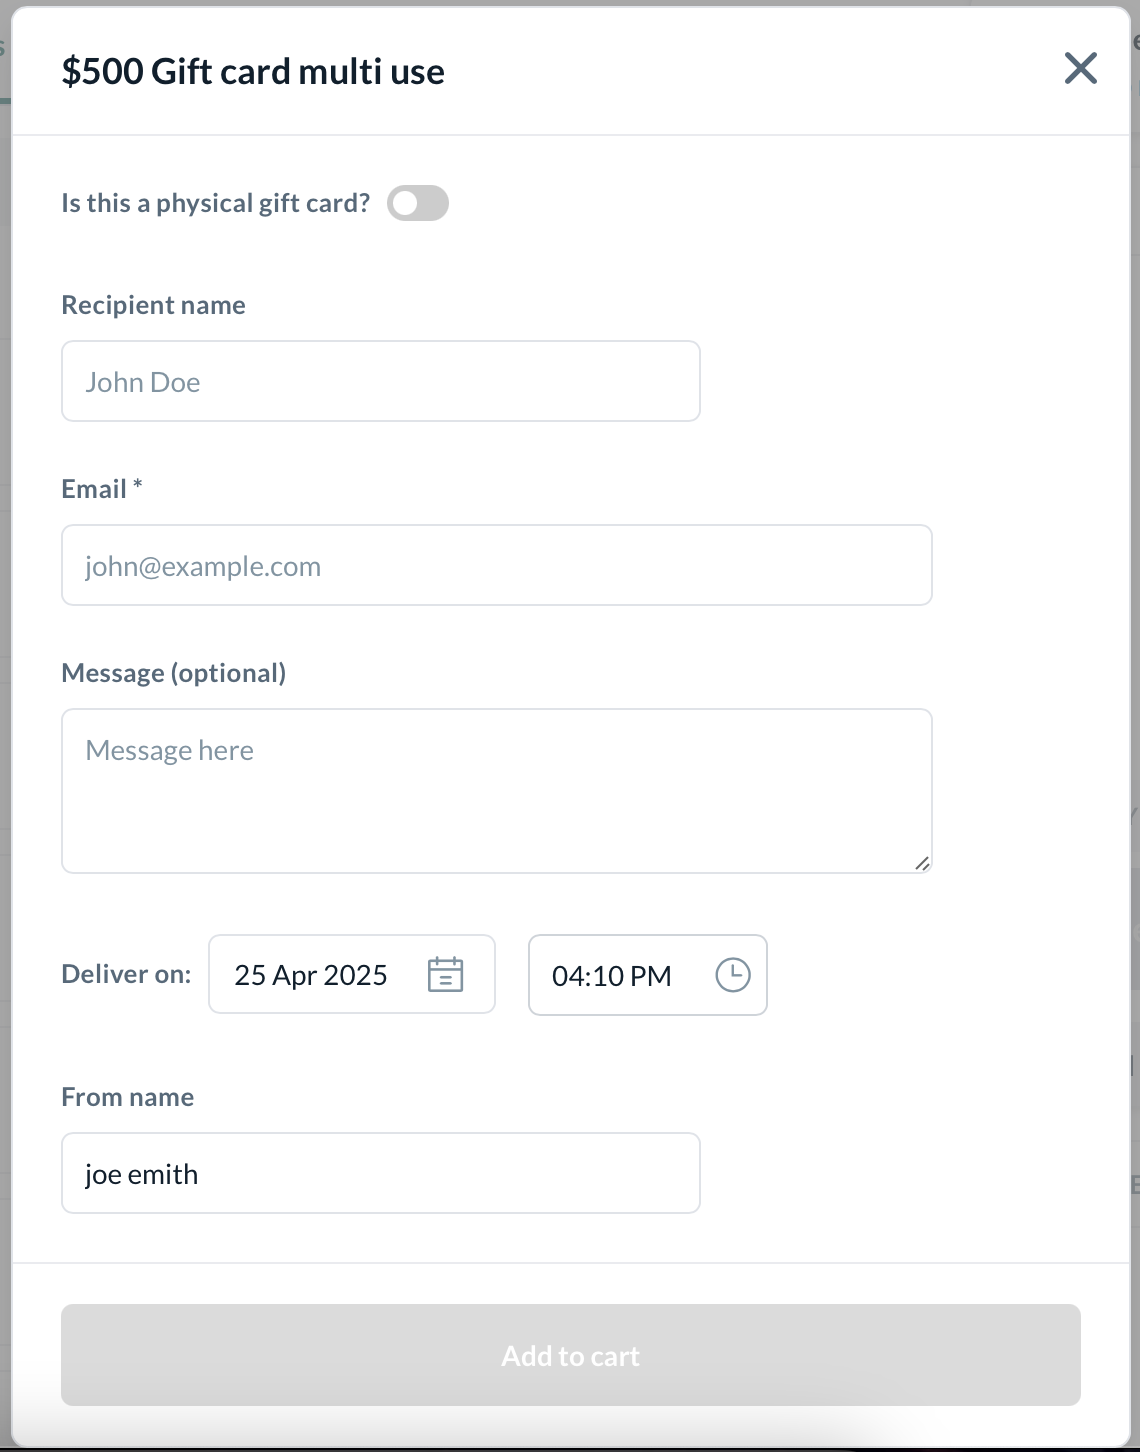 $500 Gift card multi use
Is this a physical gift card?
Recipient name
John Doe
Email *
john@example.com
Message (optional)
Message here
Deliver on: 25 Apr 2025 04:10 PM
From name
joe emith
Add to cart